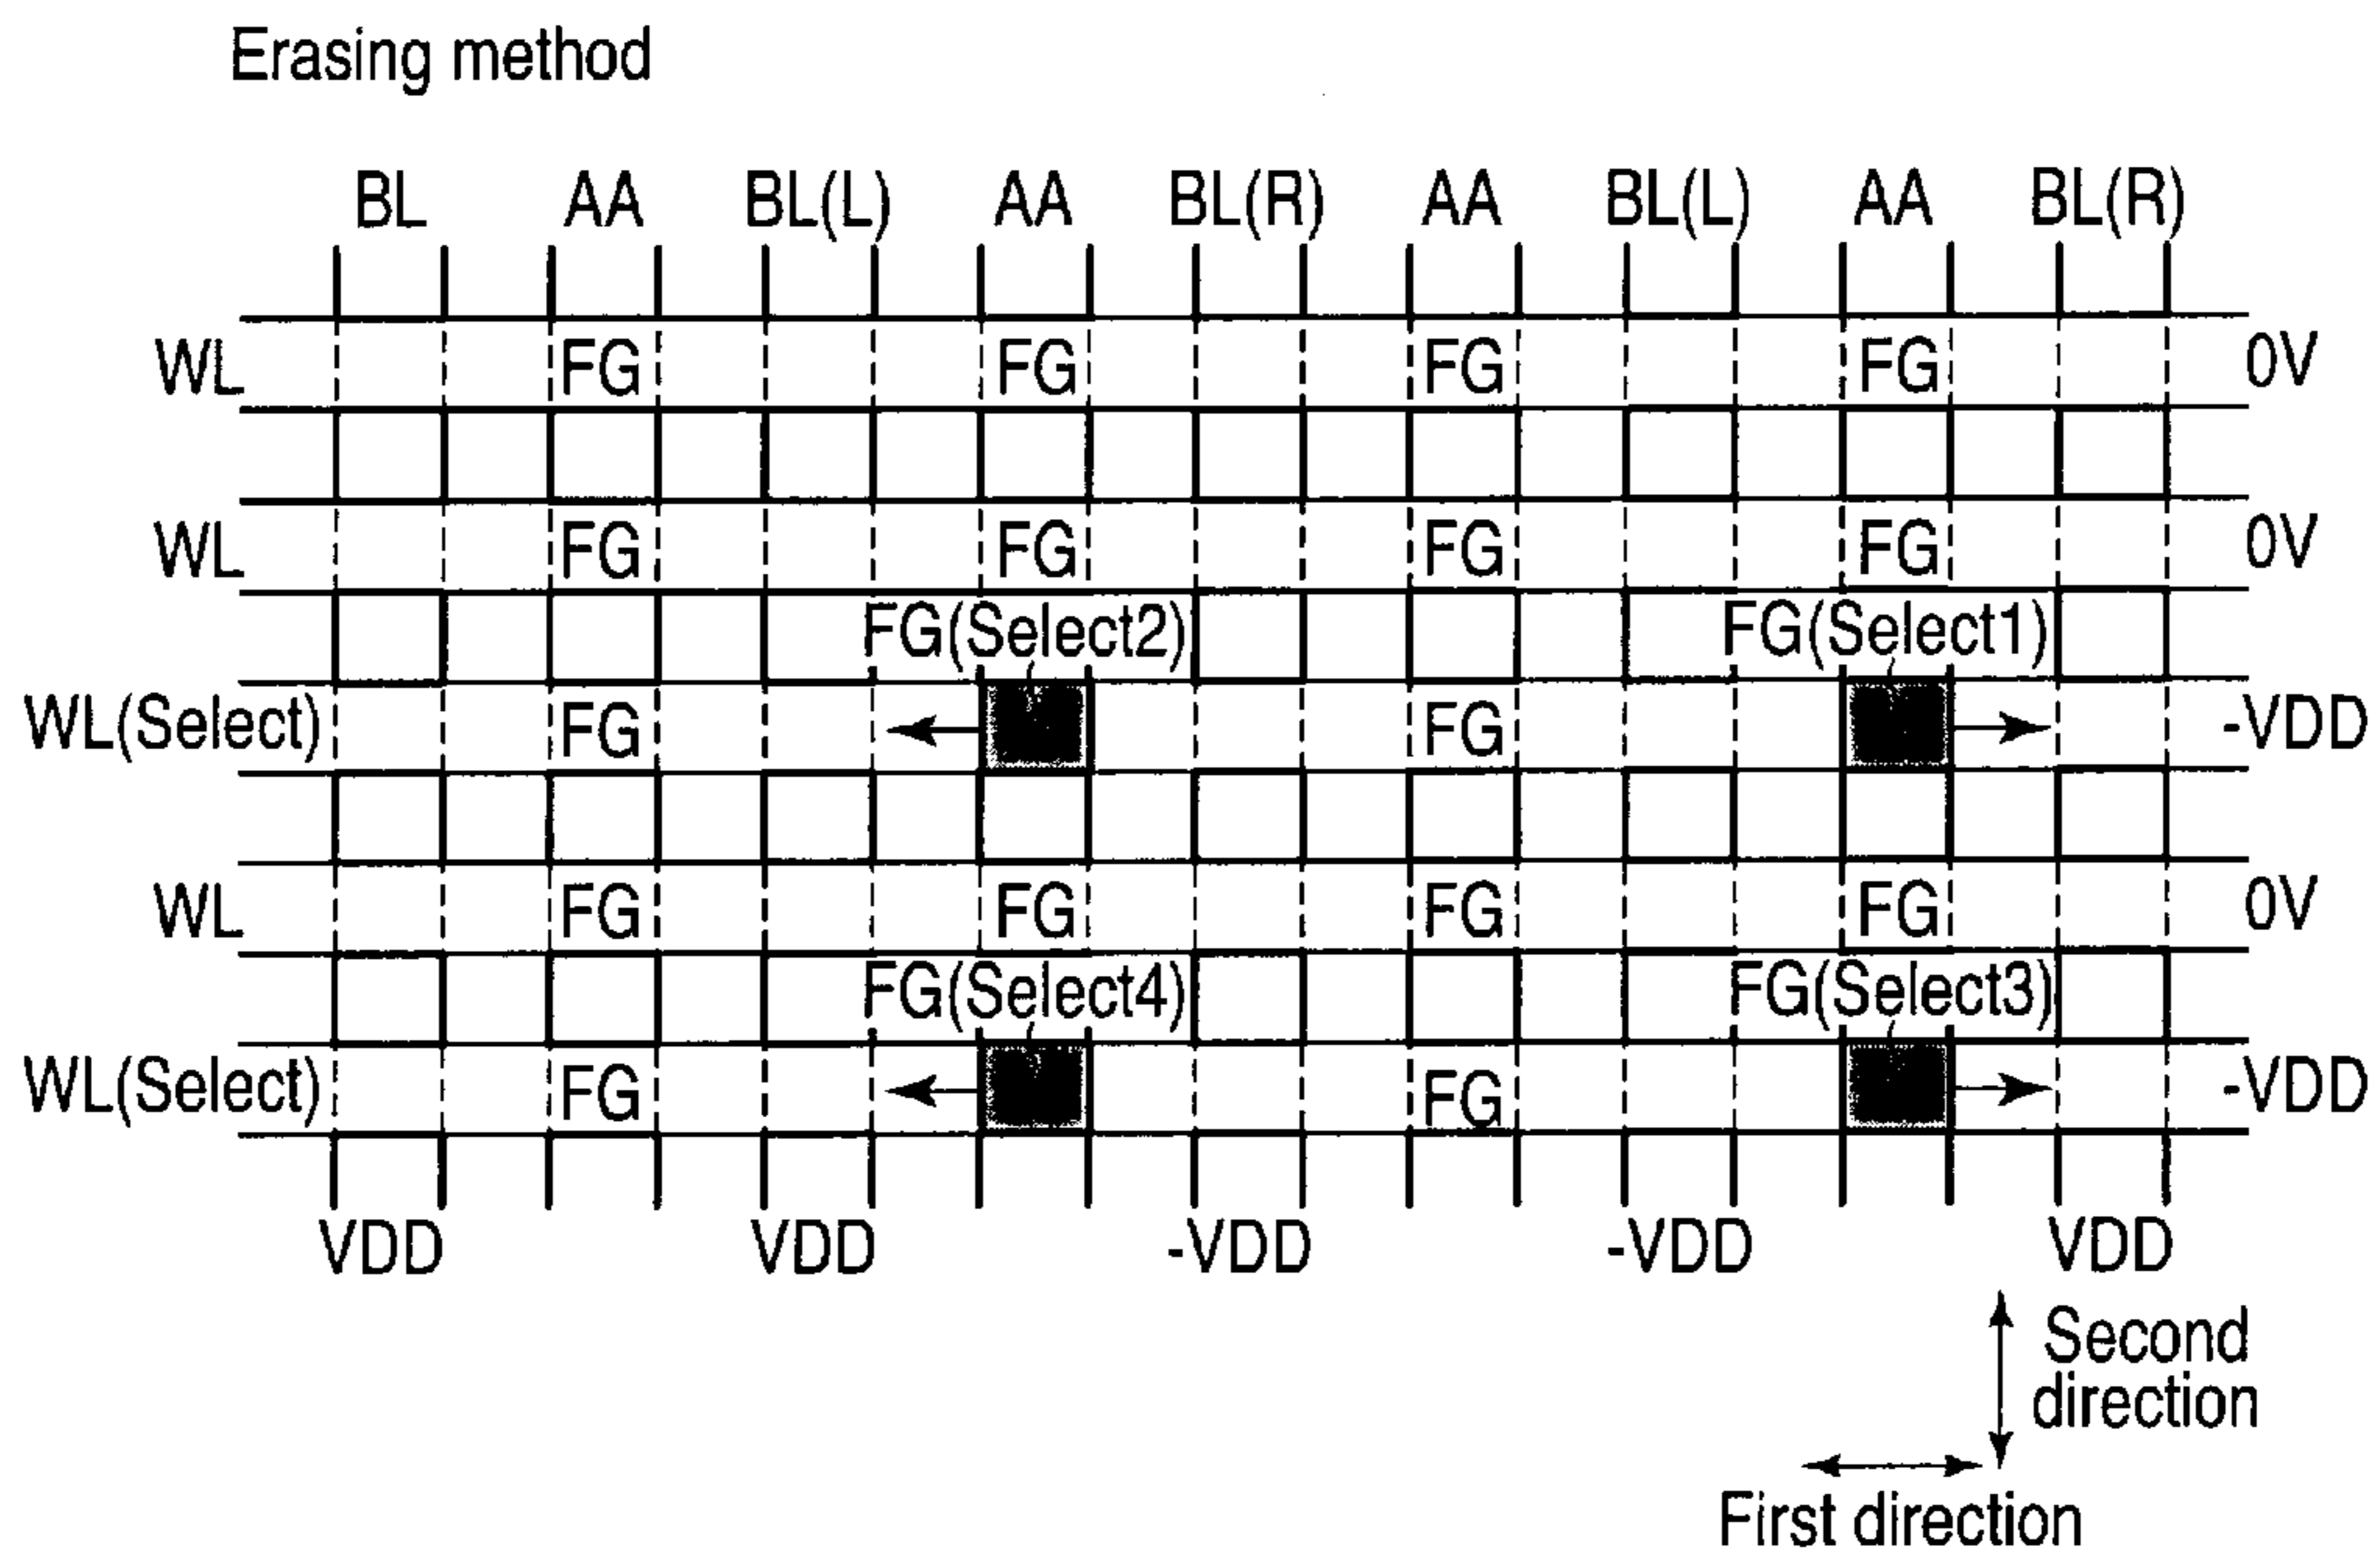 Erasing method
BL AA BL(L) AA BL(R) AA BL(L) AA BL(R)
WL FG FG FG FG 0V
WL FG FG FG FG 0V
FG(Select2) FG(Select1)
WL(Select) FG FG -VDD
WL FG FG FG FG 0V
FG(Select4) FG(Select3)
WL(Select) FG FG -VDD
VDD VDD -VDD -VDD VDD
Second
direction
First direction